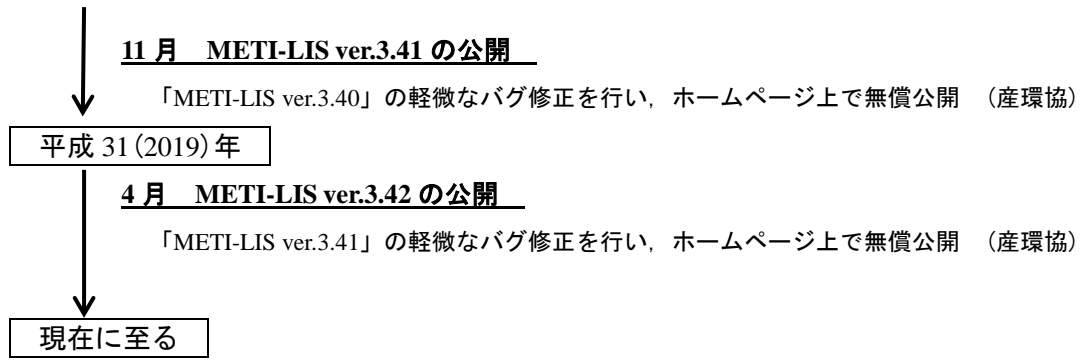 11 月　METI-LIS ver.3.41 の公開
「METI-LIS ver.3.40」の軽微なバグ修正を行い，ホームページ上で無償公開　（産環協）
平成 31(2019)年
4 月　METI-LIS ver.3.42 の公開
「METI-LIS ver.3.41」の軽微なバグ修正を行い，ホームページ上で無償公開　（産環協）
現在に至る